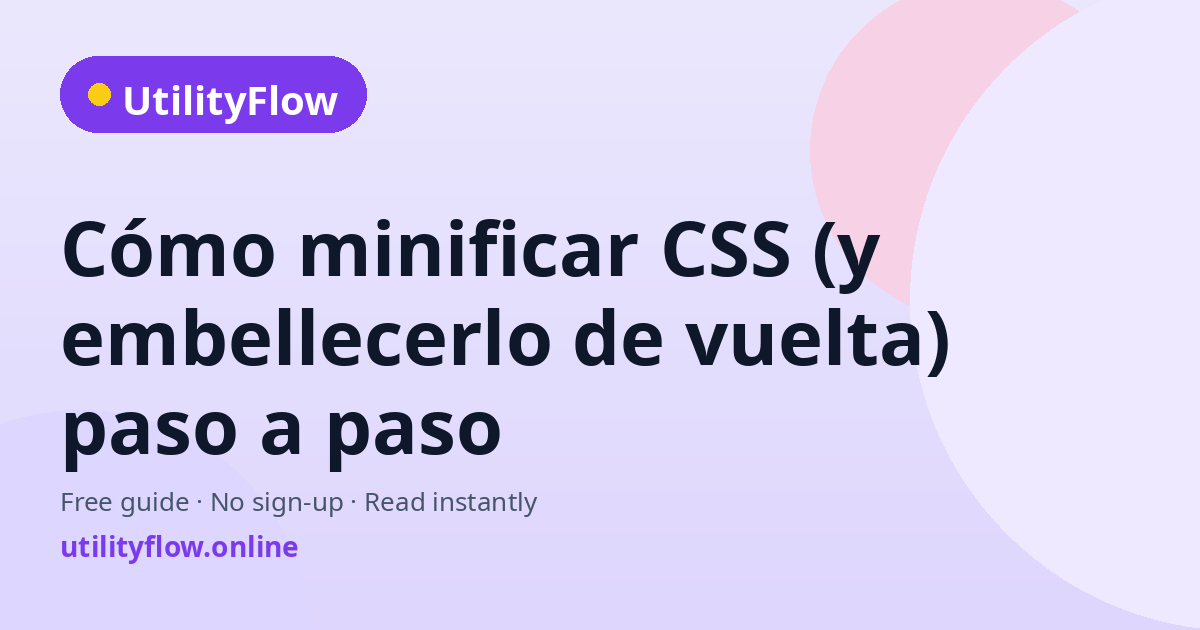 UtilityFlow
Cómo minificar CSS (y
embellecerlo de vuelta)
paso a paso
Free guide · No sign-up · Read instantly
utilityflow.online